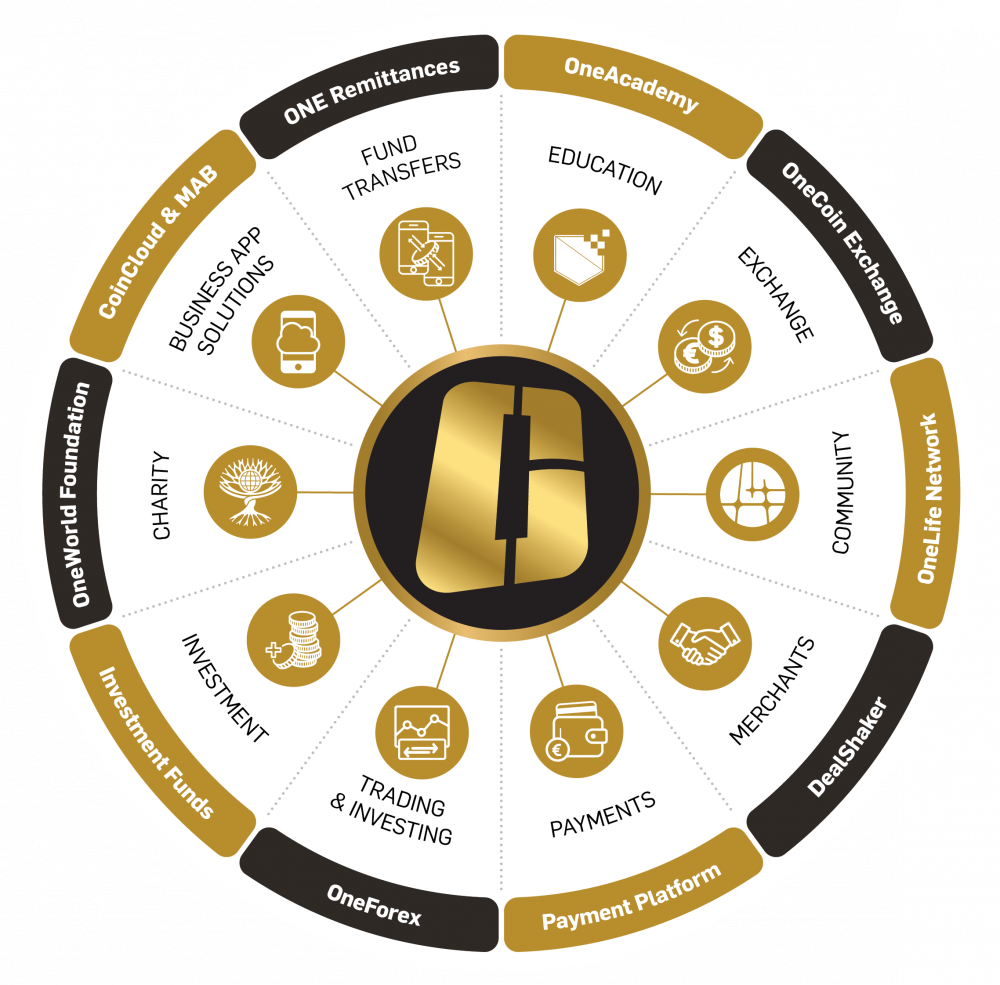 ONE Remittances
FUND
TRANSFERS
OneAcademy
EDUCATION
OneCoin Exchange
EXCHANGE
$
€
OneLife Network
COMMUNITY
DealShaker
MERCHANTS
Payment Platform
PAYMENTS
€
OneForex
TRADING
& INVESTING
Investment Funds
INVESTMENT
OneWorld Foundation
CHARITY
CoinCloud & MAB
BUSINESS APP
SOLUTIONS